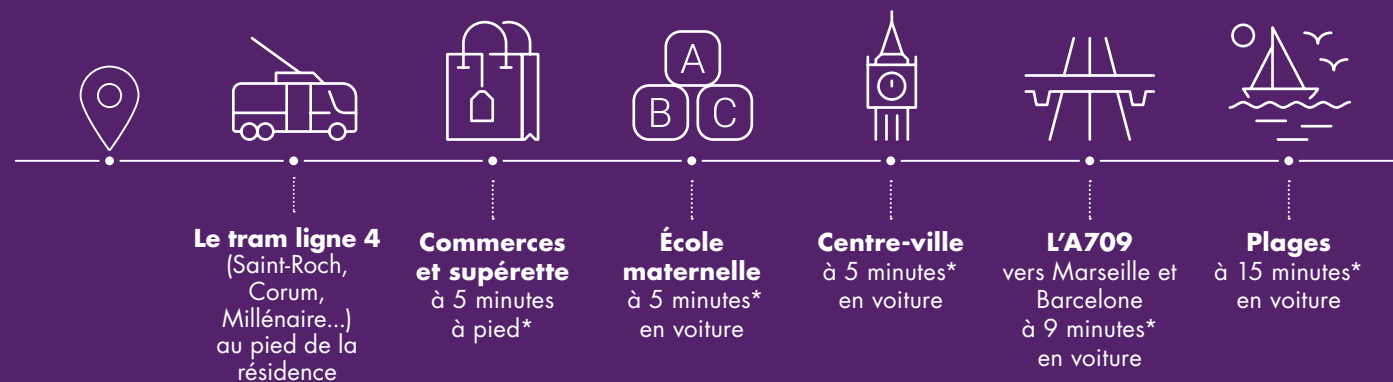 A
B C
Le tram ligne 4
(Saint-Roch,
Corum,
Millénaire...)
au pied de la
résidence
Commerces
et supérette
à 5 minutes
à pied*
École
maternelle
à 5 minutes*
en voiture
Centre-ville
à 5 minutes*
en voiture
L'A709
vers Marseille et
Barcelone
à 9 minutes*
en voiture
Plages
à 15 minutes*
en voiture